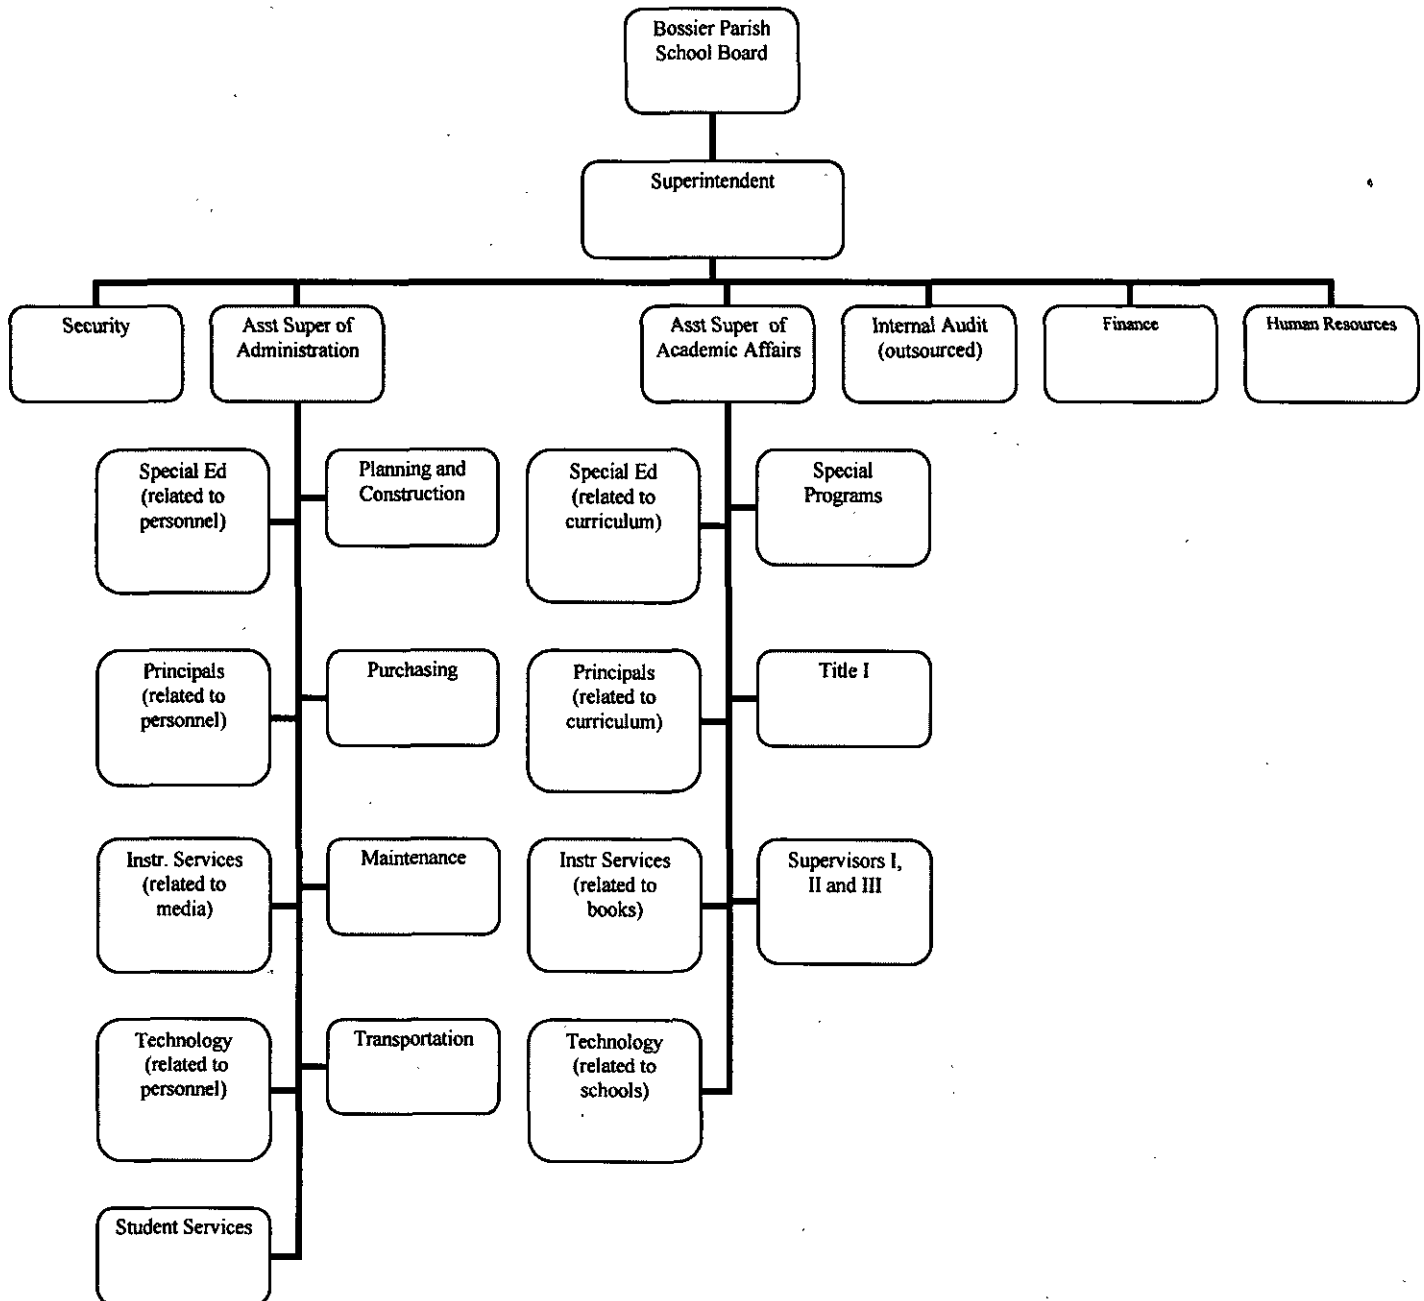 Bossier Parish
School Board
Superintendent
Security
Asst Super of
Administration
Asst Super of
Academic Affairs
Internal Audit
(outsourced)
Finance
Human Resources
Special Ed
(related to
personnel)
Planning and
Construction
Special Ed
(related to
curriculum)
Special
Programs
Principals
(related to
personnel)
Purchasing
Principals
(related to
curriculum)
Title I
Instr. Services
(related to
media)
Maintenance
Instr Services
(related to
books)
Supervisors I,
II and III
Technology
(related to
personnel)
Transportation
Technology
(related to
schools)
Student Services